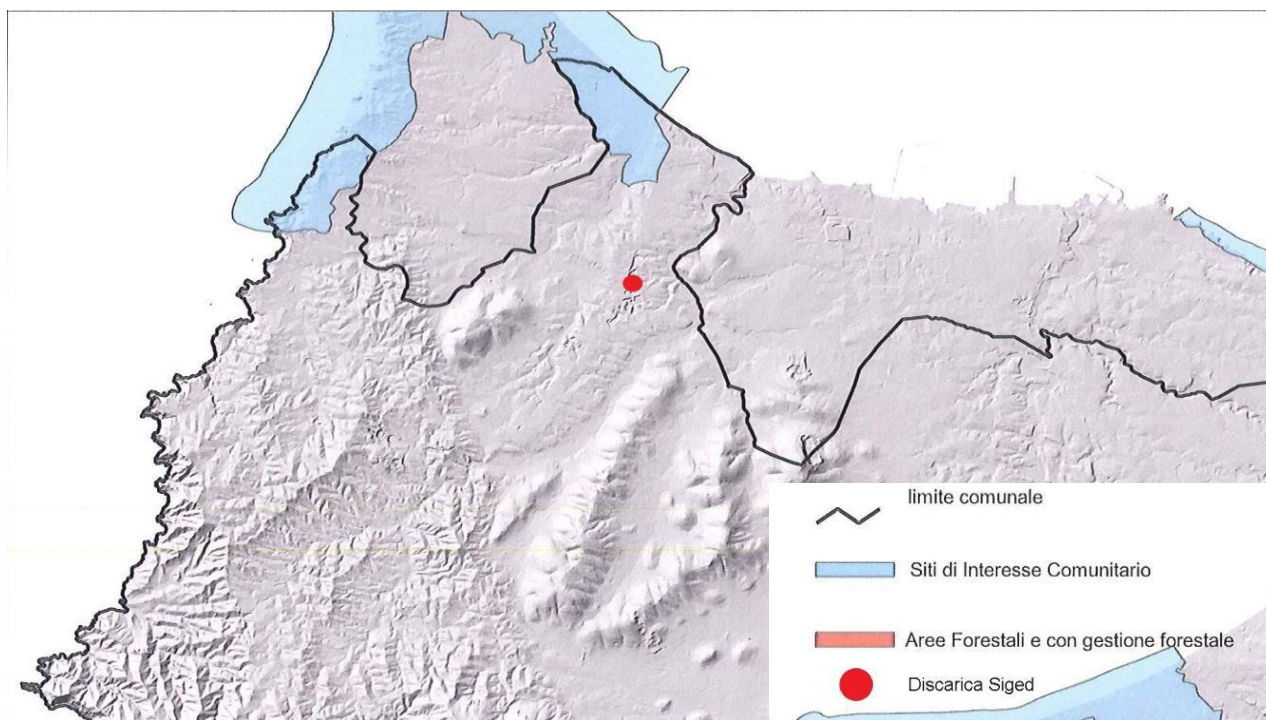 limite comunale
Siti di Interesse Comunitario
Aree Forestali e con gestione forestale
Discarica Siged